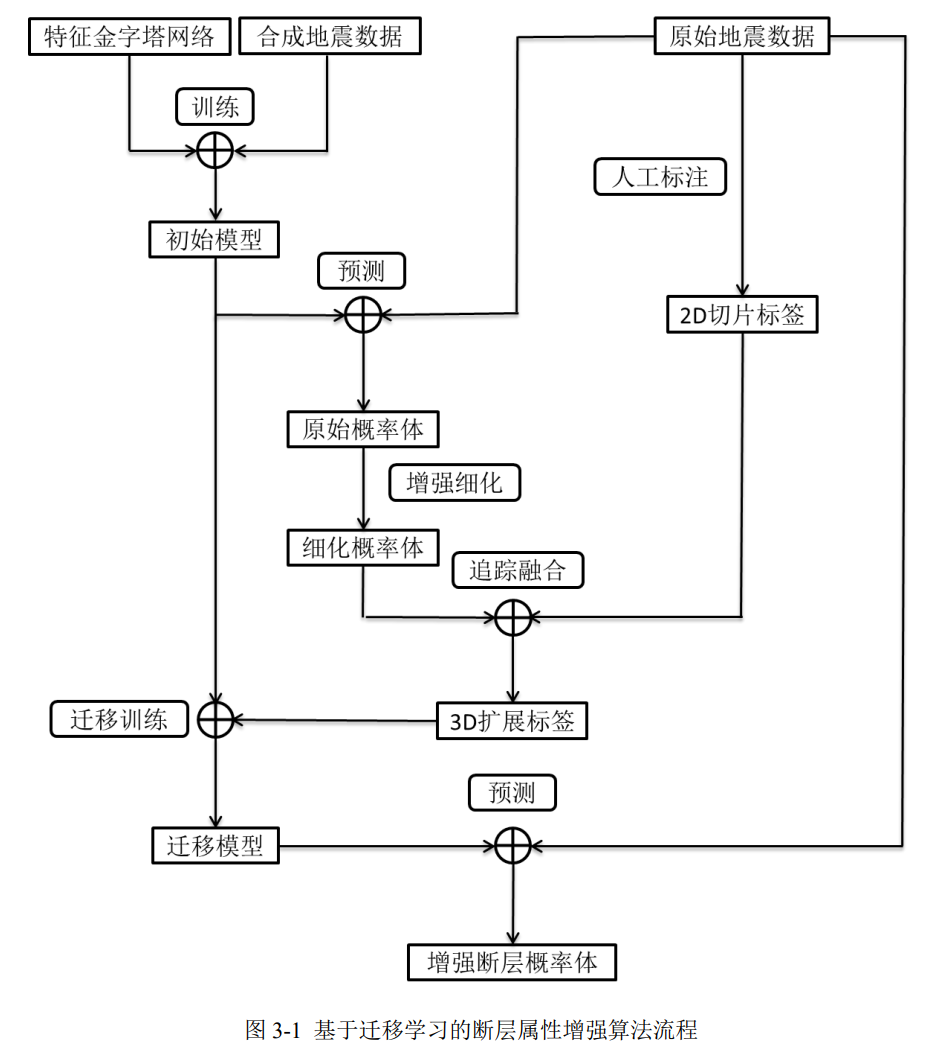 特征金字塔网络
合成地震数据
原始地震数据
训练
人工标注
初始模型
预测
2D切片标签
原始概率体
增强细化
细化概率体
追踪融合
迁移训练
3D扩展标签
预测
迁移模型
增强断层概率体
图 3-1 基于迁移学习的断层属性增强算法流程